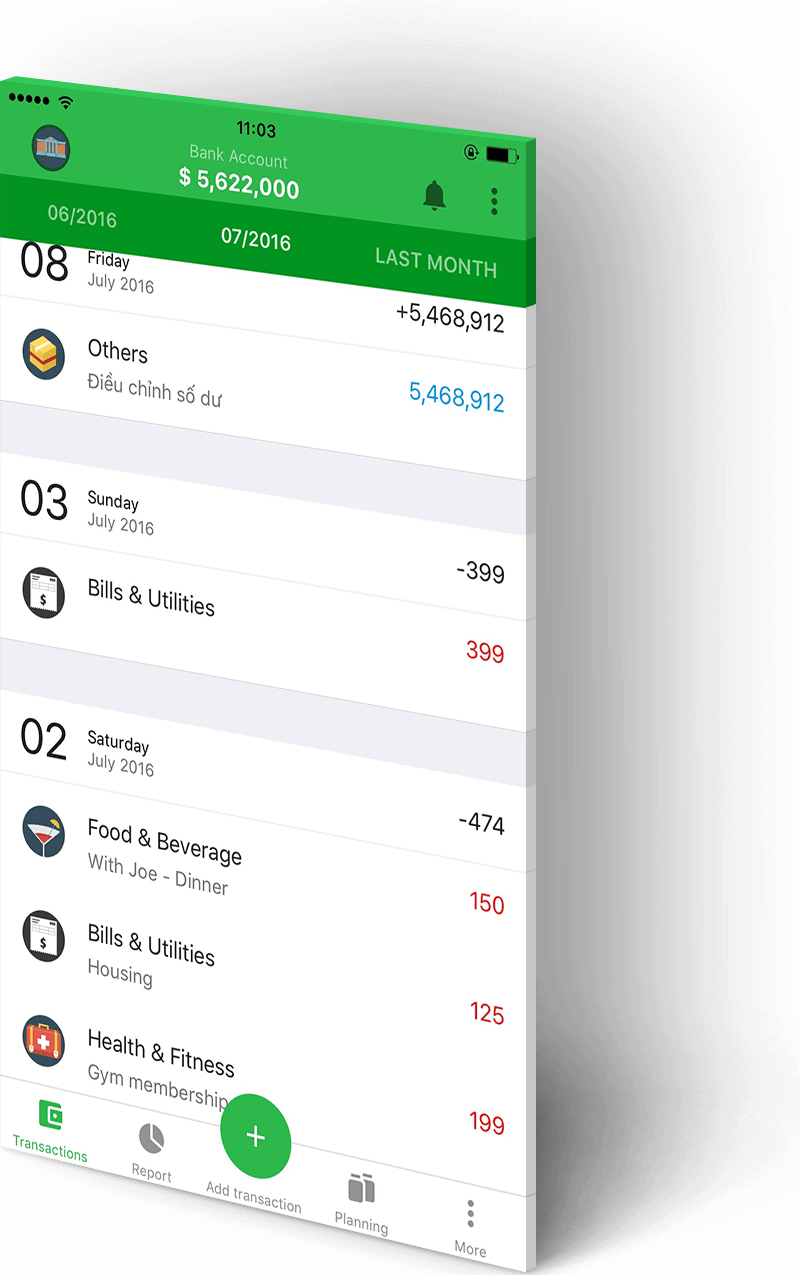 11:03
Bank Account
$ 5,622,000
06/2016
07/2016
LAST MONTH
08
Friday
July 2016
+5,468,912
Others
Điều chỉnh số dư
5,468,912
03
Sunday
July 2016
-399
Bills & Utilities
399
$
02
Saturday
July 2016
-474
Food & Beverage
With Joe - Dinner
150
Bills & Utilities
Housing
125
$
Health & Fitness
Gym membership
199
Transactions
Report
+
Add transaction
Planning
More